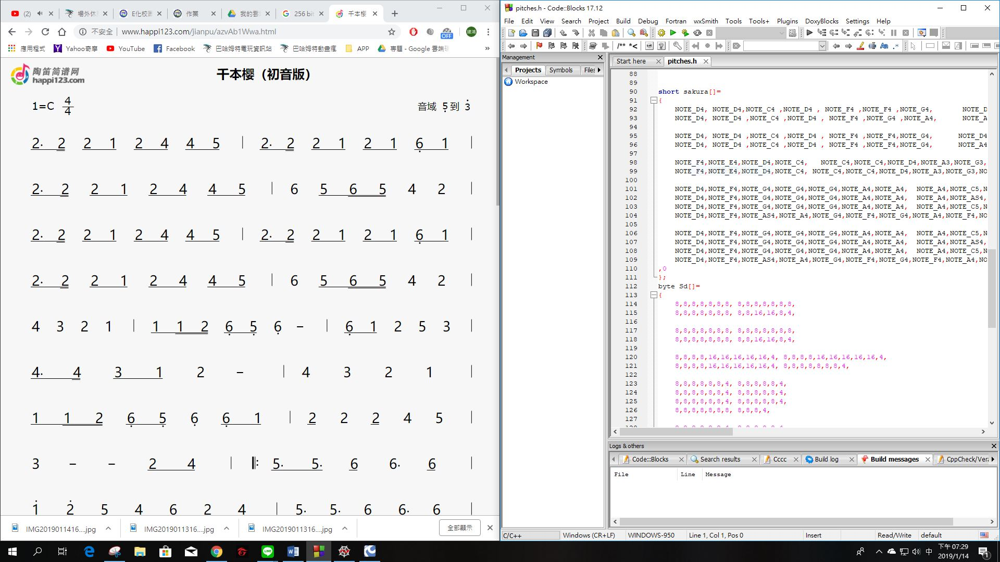 (2)
場外休
E化校園
作業
我的雲
256 bi
千本櫻
不安全 www.happi123.com/jianpu/azvAb1Wwa.html
OFF
建鴻
應用程式 Yahoo奇摩 YouTube Facebook 巴哈姆特電玩資訊站 巴哈姆特動畫瘋 APP 專題 - Google 雲端 »
陶笛简谱网
happi123.com
千本樱（初音版）
1=C 4/4
音域 5̣ 到 3̇
2· 2 2 1 2 4 4 5 | 2· 2 2 1 2 1 6̣ 1 |
2· 2 2 1 2 4 4 5 | 6 5 6 5 4 2 |
2· 2 2 1 2 4 4 5 | 2· 2 2 1 2 1 6̣ 1 |
2· 2 2 1 2 4 4 5 | 6 5 6 5 4 2 |
4 3 2 1 | 1 1 2 6̣ 5̣ 6̣ – | 6̣ 1 2 5 3 |
4· 4 3 1 2 – | 4 3 2 1 |
1 1 2 6̣ 5̣ 6̣ 6̣ 1 | 2 2 2 4 5 |
3 – – 2 4 | ‖: 5· 5· 6 6· 6 |
1̇ 2̇ 5 4 6 2 4 | 5· 5· 6 6· 6 |
IMG2019011416....jpg
IMG2019011316....jpg
IMG2019011316....jpg
全部顯示
pitches.h - Code::Blocks 17.12
File Edit View Search Project Build Debug Fortran wxSmith Tools Tools+ Plugins DoxyBlocks Settings Help
/** *<
.*
Management
Projects Symbols Files
Workspace
Start here
pitches.h
88
89
90 short sakura[]=
91 {
92 NOTE_D4, NOTE_D4,NOTE_C4 ,NOTE_D4 , NOTE_F4 ,NOTE_F4 ,NOTE_G4, NOTE_D
93 NOTE_D4, NOTE_D4 ,NOTE_C4 ,NOTE_D4 , NOTE_F4 ,NOTE_G4 ,NOTE_A4, NOTE_A
94
95 NOTE_D4, NOTE_D4 ,NOTE_C4 ,NOTE_D4 , NOTE_F4 ,NOTE_F4,NOTE_G4, NOTE_D4
96 NOTE_D4, NOTE_D4 ,NOTE_C4 ,NOTE_D4 , NOTE_F4 ,NOTE_F4,NOTE_G4, NOTE_A4
97
98 NOTE_F4,NOTE_E4,NOTE_D4,NOTE_C4, NOTE_C4,NOTE_C4,NOTE_D4,NOTE_A3,NOTE_G3,
99 NOTE_F4,NOTE_E4,NOTE_D4,NOTE_C4, NOTE_C4,NOTE_C4,NOTE_D4,NOTE_A3,NOTE_G3,NO
100
101 NOTE_D4,NOTE_F4,NOTE_G4,NOTE_G4,NOTE_G4,NOTE_A4,NOTE_A4, NOTE_A4,NOTE_C5,N
102 NOTE_D4,NOTE_F4,NOTE_G4,NOTE_G4,NOTE_G4,NOTE_A4,NOTE_A4, NOTE_A4,NOTE_AS4,
103 NOTE_D4,NOTE_F4,NOTE_G4,NOTE_G4,NOTE_G4,NOTE_A4,NOTE_A4, NOTE_A4,NOTE_C5,N
104 NOTE_D4,NOTE_F4,NOTE_AS4,NOTE_A4,NOTE_G4,NOTE_F4,NOTE_G4,NOTE_A4,NOTE_F4,NO
105
106 NOTE_D4,NOTE_F4,NOTE_G4,NOTE_G4,NOTE_G4,NOTE_A4,NOTE_A4, NOTE_A4,NOTE_C5,N
107 NOTE_D4,NOTE_F4,NOTE_G4,NOTE_G4,NOTE_G4,NOTE_A4,NOTE_A4, NOTE_A4,NOTE_AS4,
108 NOTE_D4,NOTE_F4,NOTE_G4,NOTE_G4,NOTE_G4,NOTE_A4,NOTE_A4, NOTE_A4,NOTE_C5,N
109 NOTE_D4,NOTE_F4,NOTE_AS4,NOTE_A4,NOTE_G4,NOTE_F4,NOTE_G4,NOTE_F4,NOTE_A4,NO
110 ,0
111 };
112 byte Sd[]=
113 {
114 8,8,8,8,8,8,8, 8,8,8,8,8,8,8,
115 8,8,8,8,8,8,8, 8,8,16,16,8,4,
116
117 8,8,8,8,8,8,8, 8,8,8,8,8,8,8,
118 8,8,8,8,8,8,8, 8,8,16,16,8,4,
119
120 8,8,8,8,16,16,16,16,16,4, 8,8,8,8,16,16,16,16,16,4,
121 8,8,8,8,16,16,16,16,16,4, 8,8,8,8,8,8,8,4,
122
123 8,8,8,8,8,8,4, 8,8,8,8,8,4,
124 8,8,8,8,8,8,4, 8,8,8,8,8,4,
125 8,8,8,8,8,8,4, 8,8,8,8,8,4,
126 8,8,8,8,8,8,8, 8,8,8,4,
127
Logs & others
Code::Blocks Search results Cccc Build log Build messages CppCheck/Vera
File Line Message
C/C++ Windows (CR+LF) WINDOWS-950 Line 1, Col 1, Pos 0 Insert Read/Write default
中
下午 07:29
2019/1/14
1